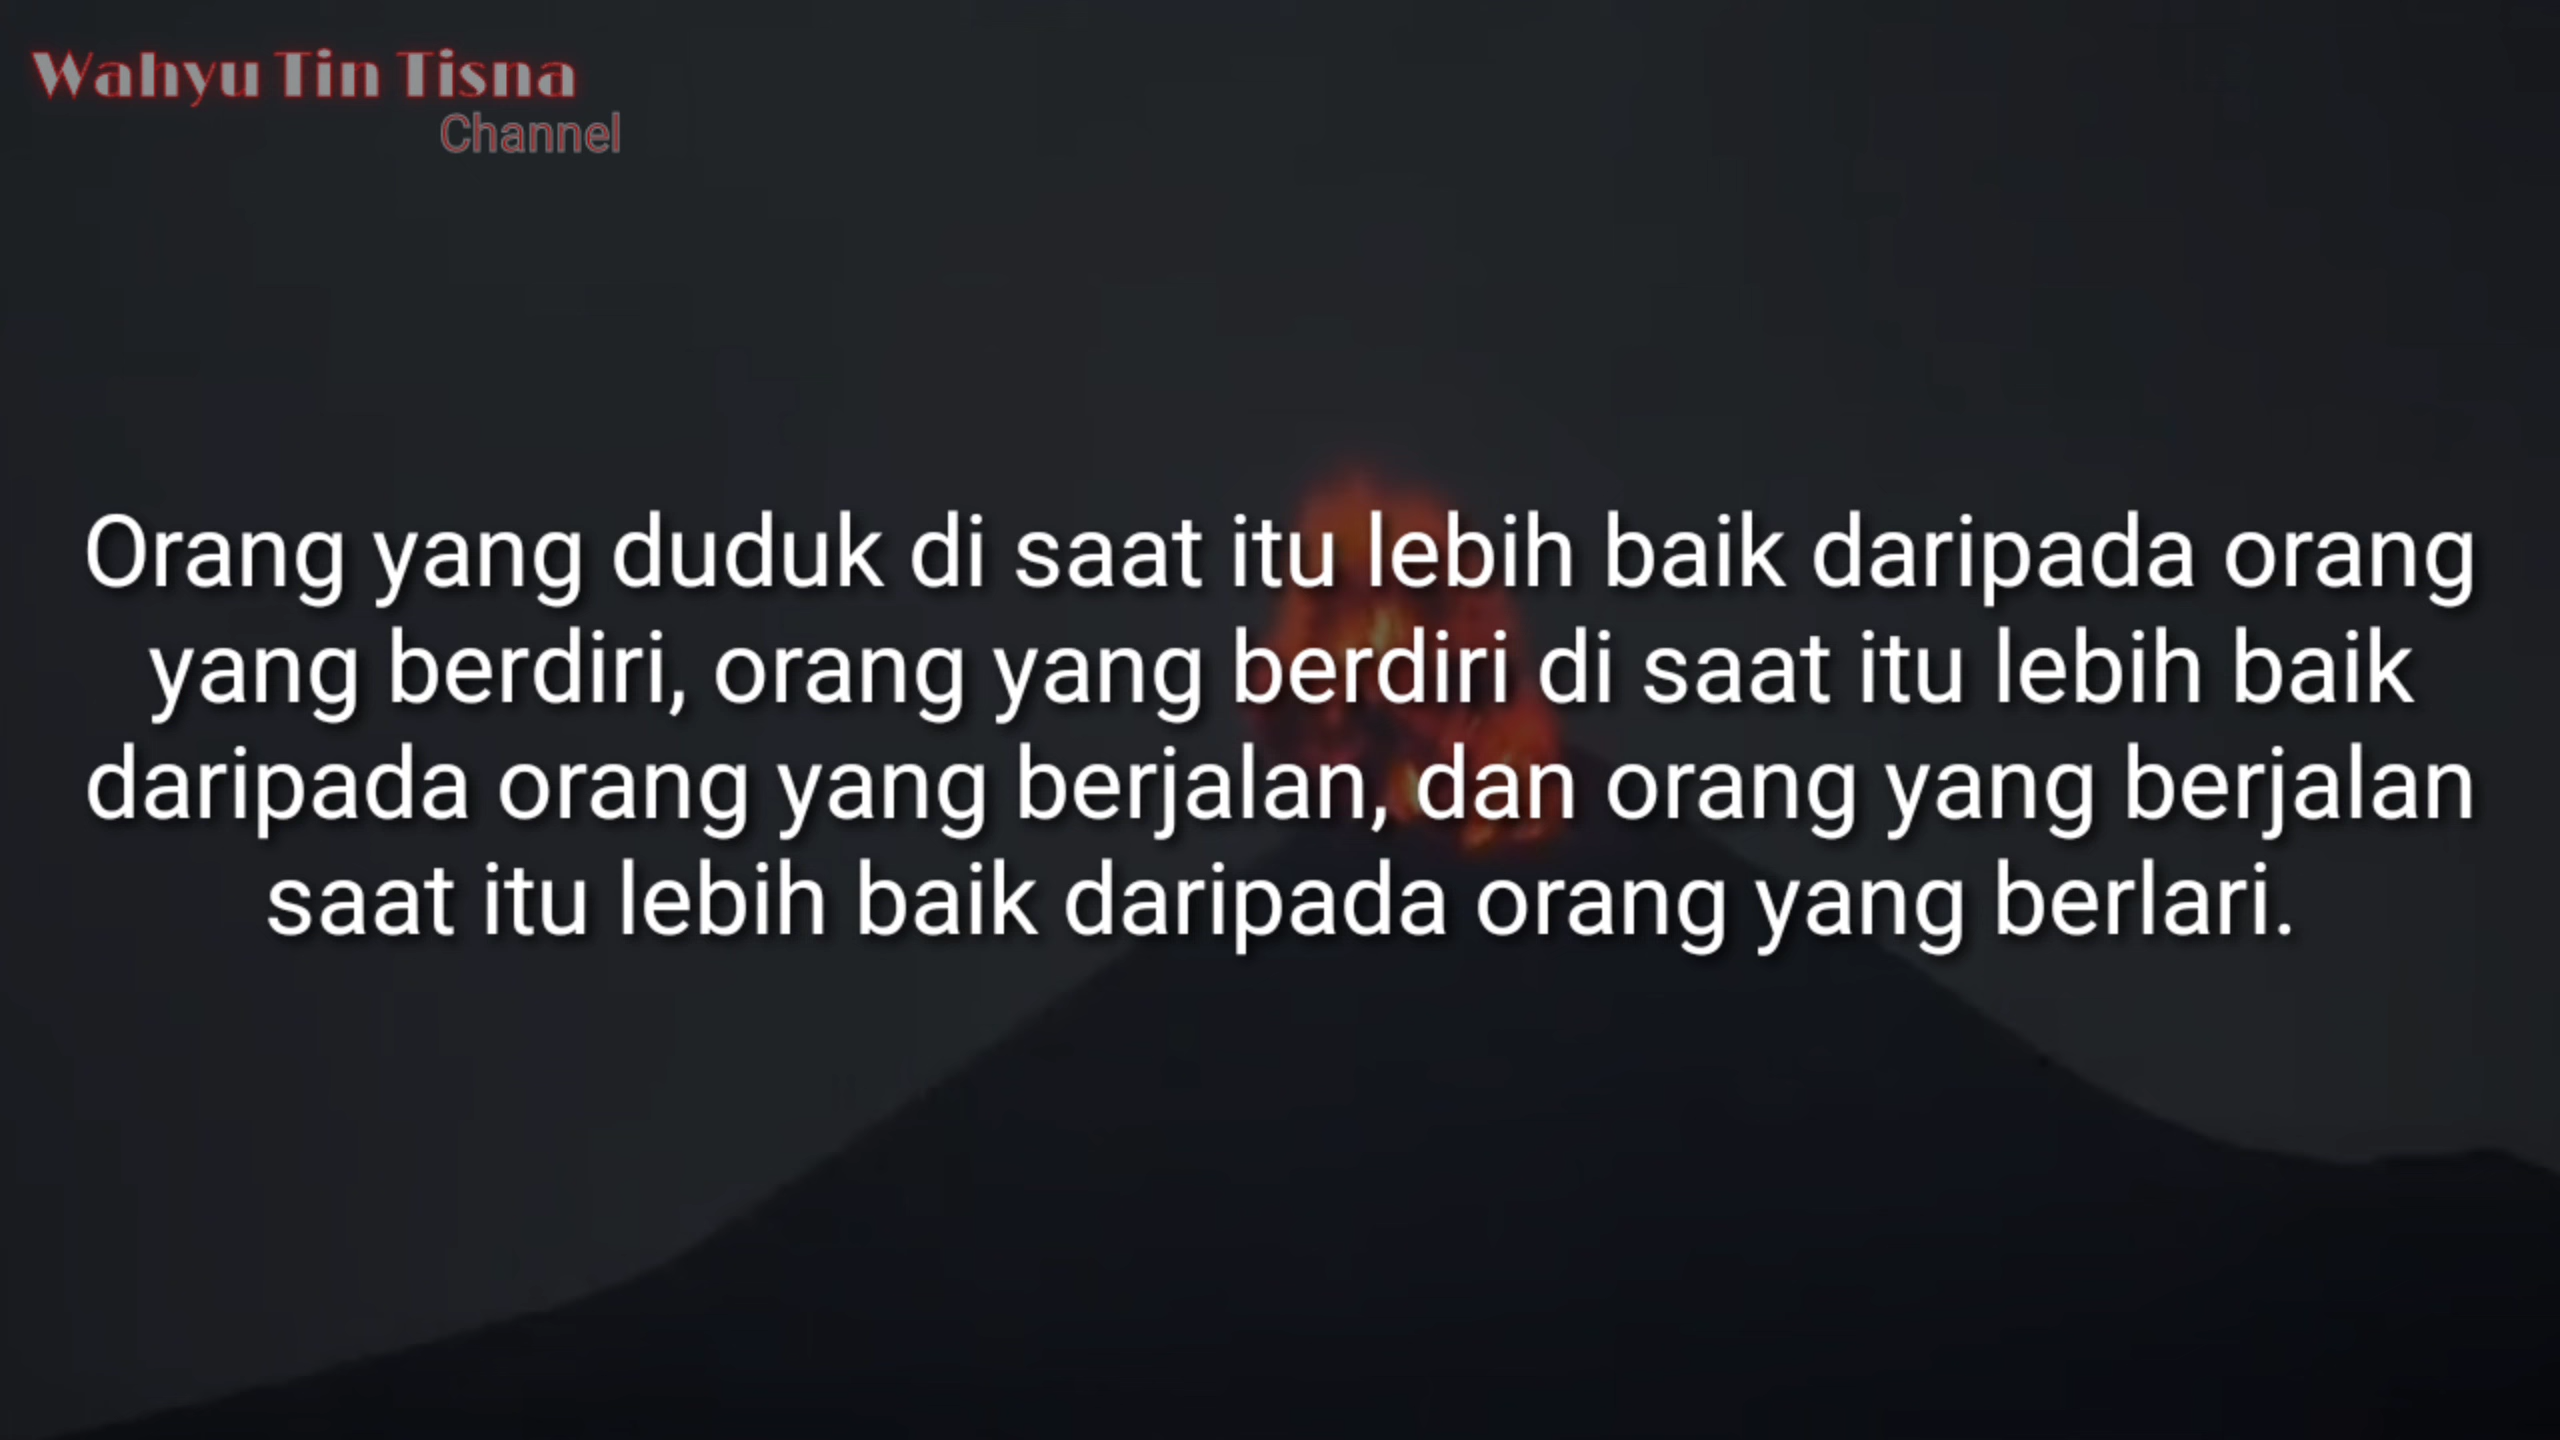 Wahyu Tin Tisna
Channel
Orang yang duduk di saat itu lebih baik daripada orang
yang berdiri, orang yang berdiri di saat itu lebih baik
daripada orang yang berjalan, dan orang yang berjalan
saat itu lebih baik daripada orang yang berlari.